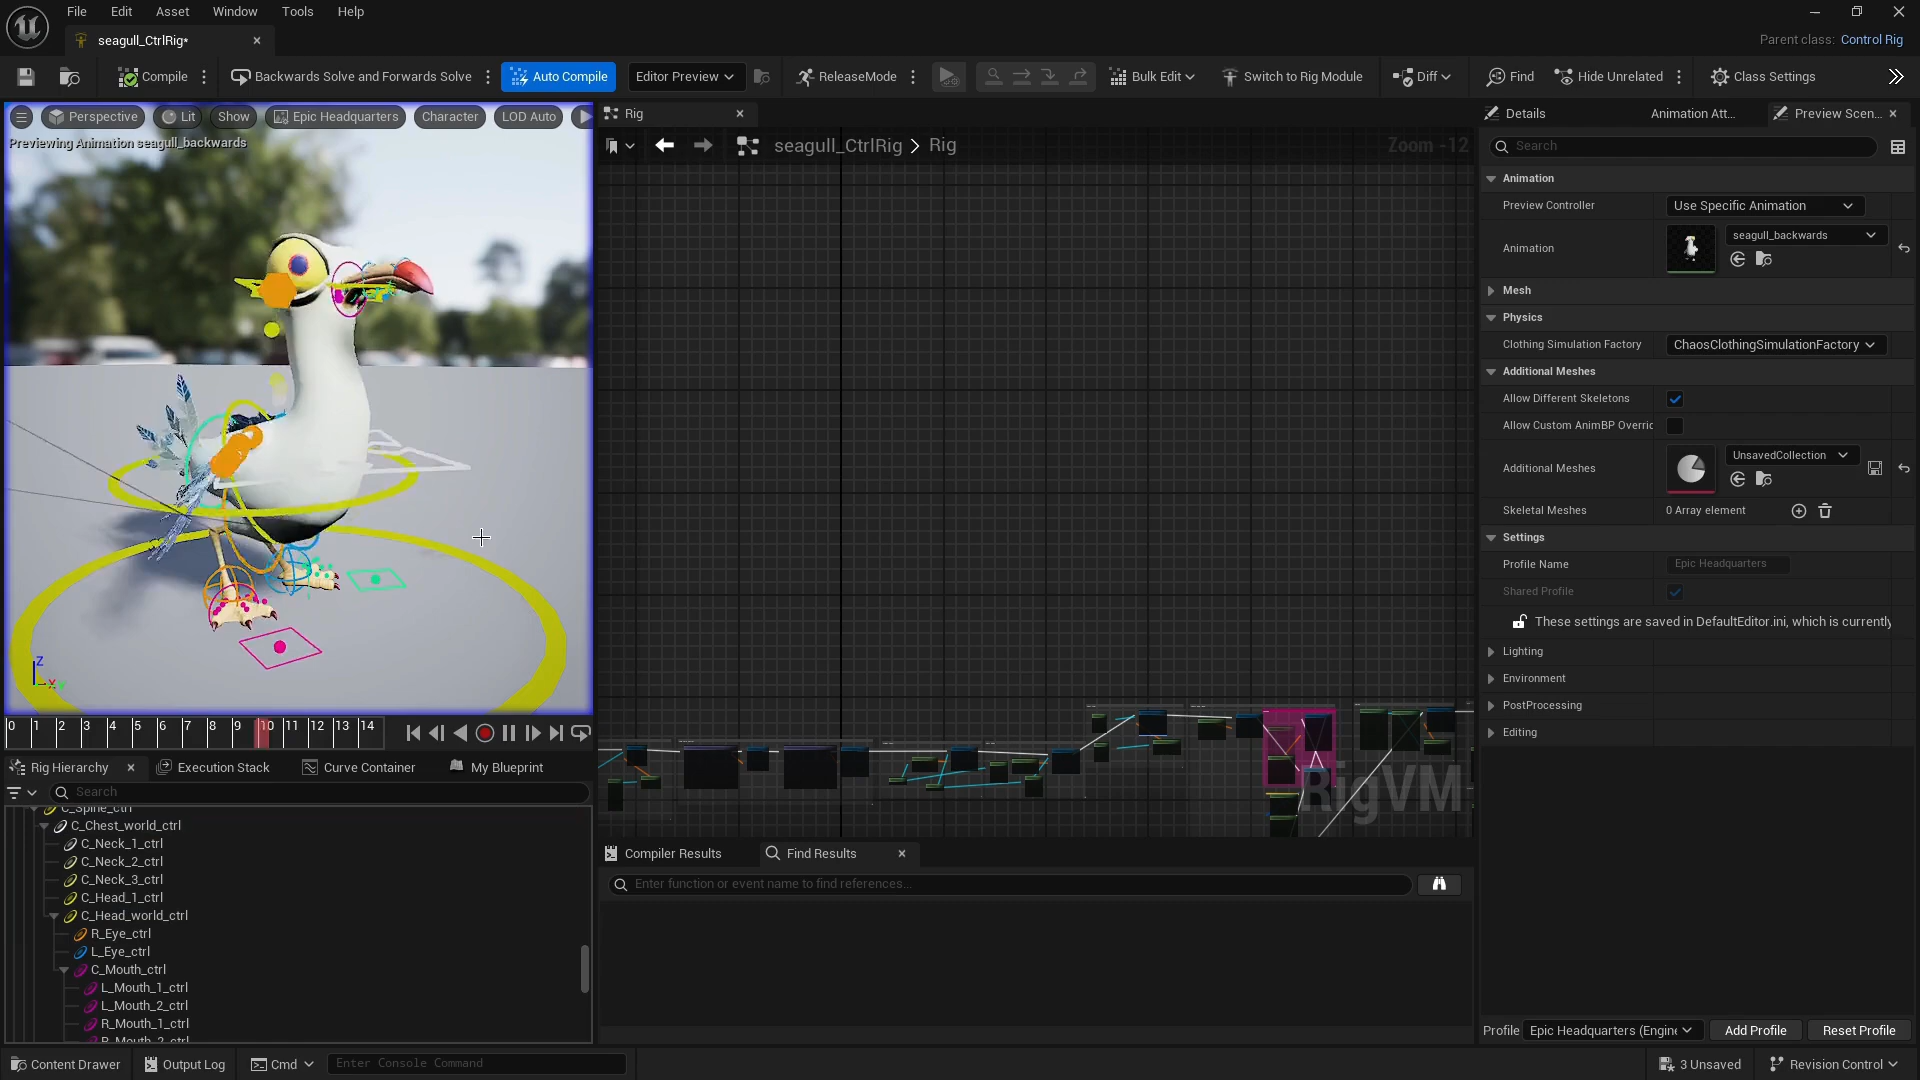 File Edit Asset Window Tools Help
seagull_CtrlRig*
Parent class: Control Rig
Compile Backwards Solve and Forwards Solve Auto Compile Editor Preview ReleaseMode Bulk Edit Switch to Rig Module Diff Find Hide Unrelated Class Settings
Perspective Lit Show Epic Headquarters Character LOD Auto
Previewing Animation seagull_backwards
Z
0 1 2 3 4 5 6 7 8 9 10 11 12 13 14
Rig Hierarchy Execution Stack Curve Container My Blueprint
Search
C_Spine_ctrl
C_Chest_world_ctrl
C_Neck_1_ctrl
C_Neck_2_ctrl
C_Neck_3_ctrl
C_Head_1_ctrl
C_Head_world_ctrl
R_Eye_ctrl
L_Eye_ctrl
C_Mouth_ctrl
L_Mouth_1_ctrl
L_Mouth_2_ctrl
R_Mouth_1_ctrl
R_Mouth_2_ctrl
Rig
seagull_CtrlRig > Rig
Zoom -12
RigVM
Compiler Results Find Results
Enter function or event name to find references...
Details Animation Att... Preview Scen...
Search
Animation
Preview Controller Use Specific Animation
Animation seagull_backwards
Mesh
Physics
Clothing Simulation Factory ChaosClothingSimulationFactory
Additional Meshes
Allow Different Skeletons
Allow Custom AnimBP Overric
Additional Meshes UnsavedCollection
Skeletal Meshes 0 Array element
Settings
Profile Name Epic Headquarters
Shared Profile
These settings are saved in DefaultEditor.ini, which is currently
Lighting
Environment
PostProcessing
Editing
Profile Epic Headquarters (Engine Add Profile Reset Profile
Content Drawer Output Log Cmd Enter Console Command 3 Unsaved Revision Control